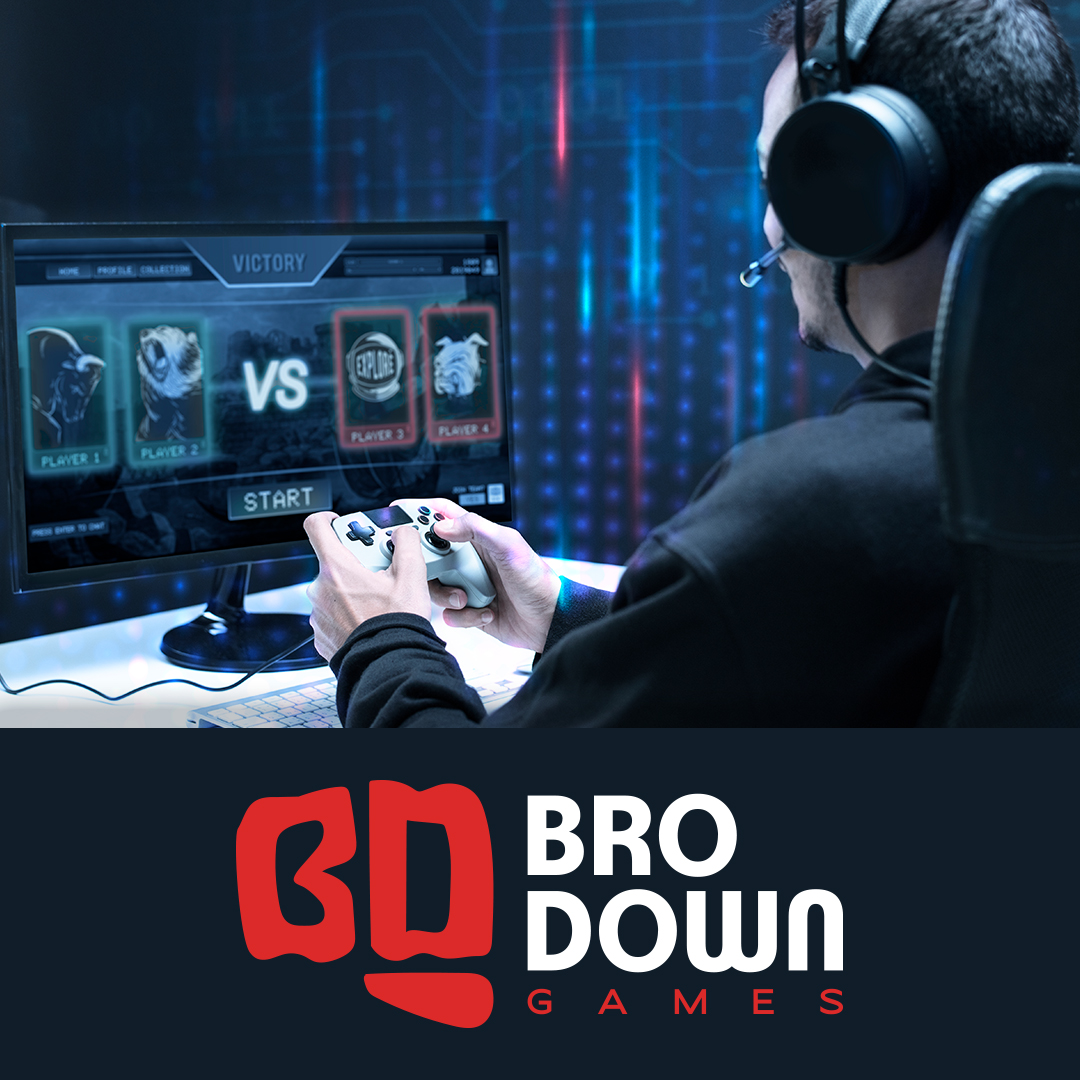 VICTORY
HOME PROFILE COLLECTION
VS
EXPLORE
PLAYER 1
PLAYER 2
PLAYER 3
PLAYER 4
START
PRESS ENTER TO CHAT
BD
BRO
DOWN
GAMES